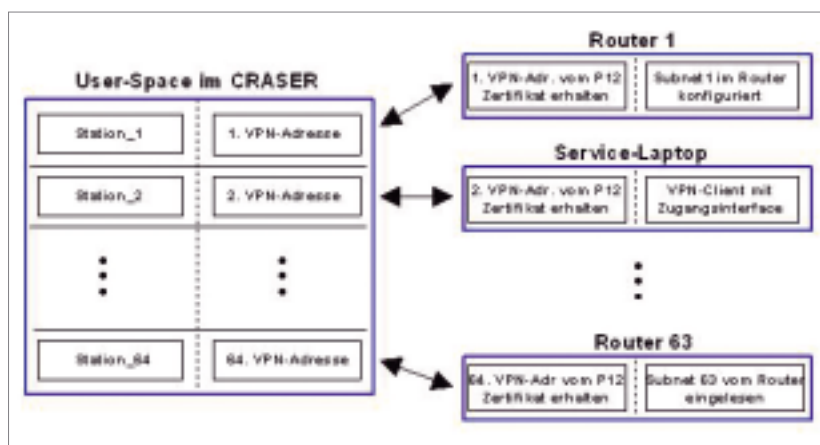 User-Space im CRASER
Station_1
1. VPN-Adresse
Station_2
2. VPN-Adresse
Station_64
64. VPN-Adresse
Router 1
1. VPN-Adr. vom P12
Zertifikat erhalten
Subnet1 im Router
konfiguriert
Service-Laptop
2. VPN-Adr. vom P12
Zertifikat erhalten
VPN-Client mit
Zugangsinterface
Router 63
64. VPN-Adr vom P12
Zertifikat erhalten
Subnet 63 vom Router
eingelesen